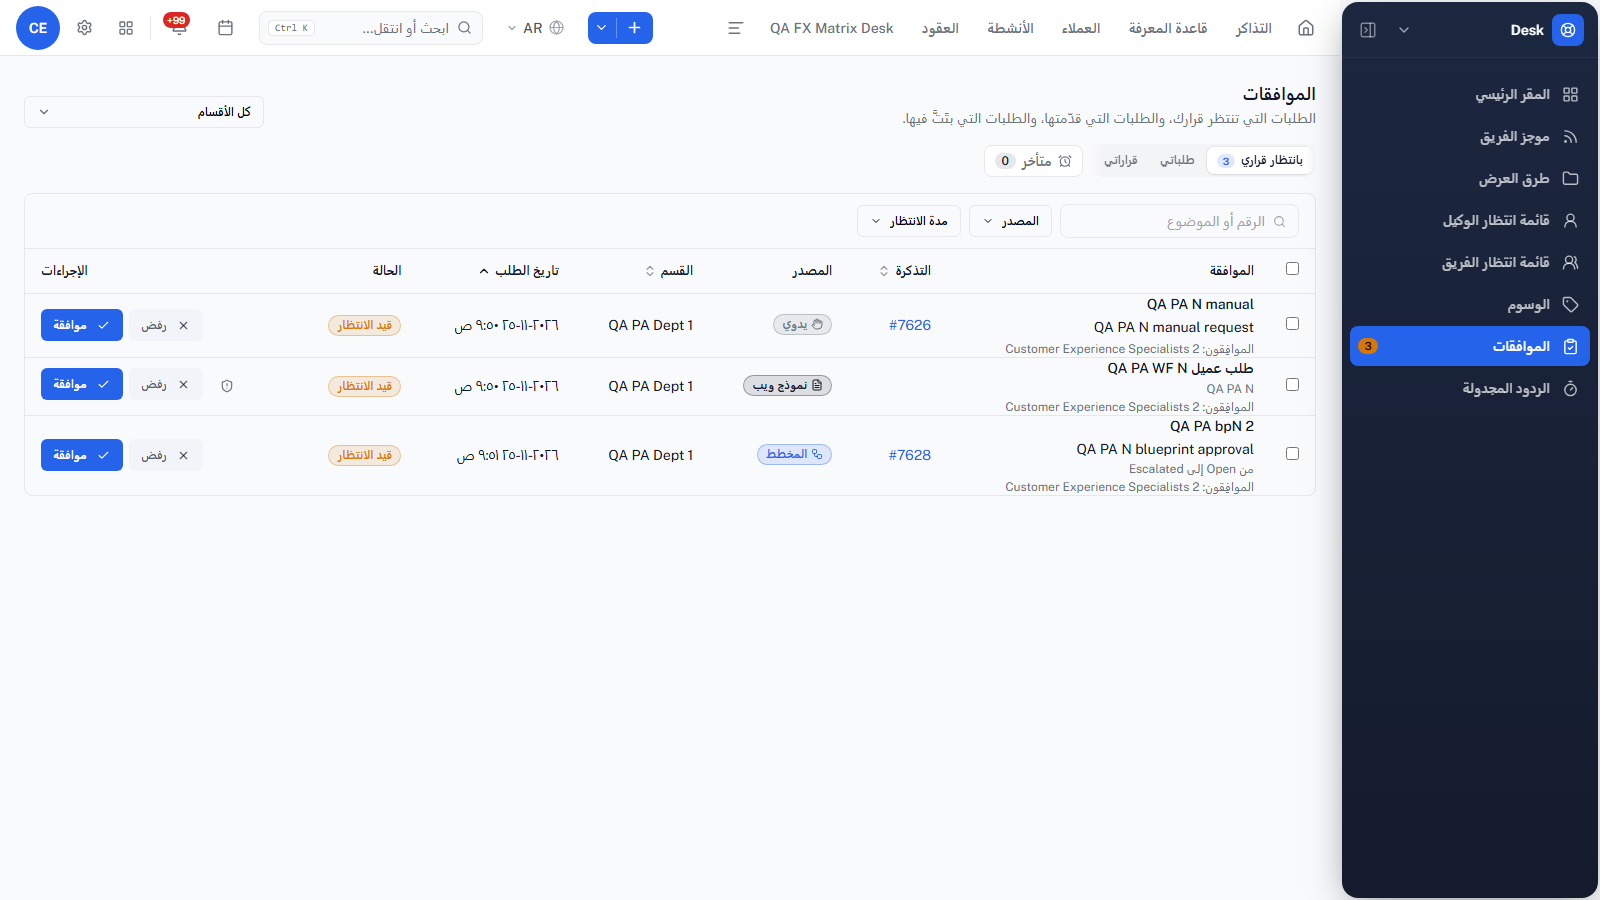 Desk
المقر الرئيسي
موجز الفريق
طرق العرض
قائمة انتظار الوكيل
قائمة انتظار الفريق
الوسوم
الموافقات 3
الردود المجدولة
التذاكر قاعدة المعرفة العملاء الأنشطة العقود QA FX Matrix Desk
AR
ابحث أو انتقل... Ctrl K
+99
CE
الموافقات
الطلبات التي تنتظر قرارك، والطلبات التي قدّمتها، والطلبات التي بتَتَّ فيها.
كل الأقسام
بانتظار قراري 3 طلباتي قراراتي متأخر 0
الرقم أو الموضوع المصدر مدة الانتظار
الموافقة التذكرة المصدر القسم تاريخ الطلب الحالة الإجراءات
QA PA N manual
QA PA N manual request
الموافِقون: Customer Experience Specialists 2
#7626 يدوي QA PA Dept 1 ٢٠٢٦-١١-٢٥ ٩:٥٠ ص قيد الانتظار رفض موافقة
طلب عميل QA PA WF N
QA PA N
الموافِقون: Customer Experience Specialists 2
نموذج ويب QA PA Dept 1 ٢٠٢٦-١١-٢٥ ٩:٥٠ ص قيد الانتظار رفض موافقة
QA PA bpN 2
QA PA N blueprint approval
من Open إلى Escalated
الموافِقون: Customer Experience Specialists 2
#7628 المخطط QA PA Dept 1 ٢٠٢٦-١١-٢٥ ٩:٥١ ص قيد الانتظار رفض موافقة